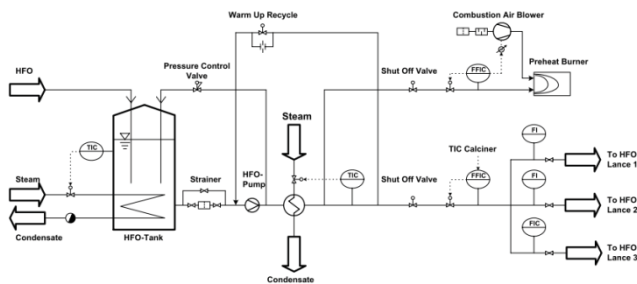 Combustion Air Blower
Warm Up Recycle
HFO
Pressure Control
Valve
Shut Off Valve
FFIC
Preheat Burner
Steam
TIC
TIC Calciner
FI
To HFO
Lance 1
Steam
Strainer
HFO-
Pump
TIC
Shut Off Valve
FFIC
FI
To HFO
Lance 2
Condensate
HFO-Tank
FIC
To HFO
Lance 3
Condensate